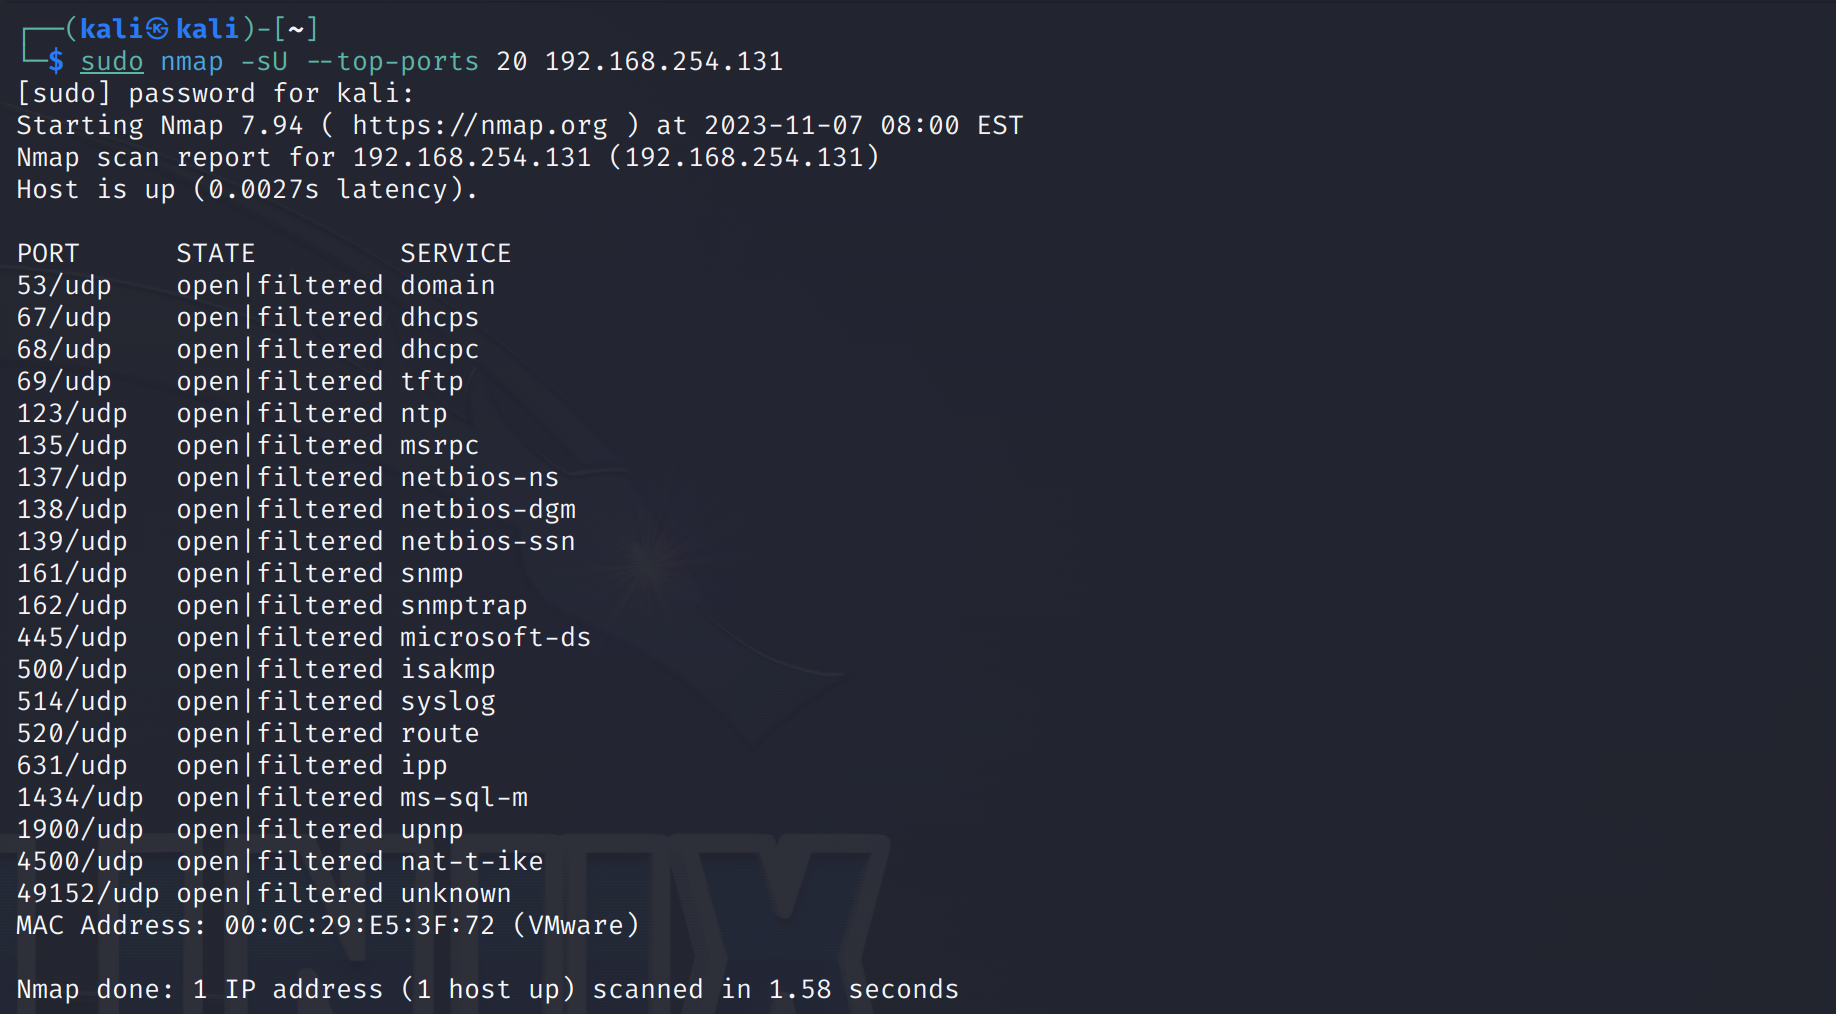 ┌──(kali㉿kali)-[~]
└─$ sudo nmap -sU --top-ports 20 192.168.254.131
[sudo] password for kali:
Starting Nmap 7.94 ( https://nmap.org ) at 2023-11-07 08:00 EST
Nmap scan report for 192.168.254.131 (192.168.254.131)
Host is up (0.0027s latency).

PORT      STATE         SERVICE
53/udp    open|filtered domain
67/udp    open|filtered dhcps
68/udp    open|filtered dhcpc
69/udp    open|filtered tftp
123/udp   open|filtered ntp
135/udp   open|filtered msrpc
137/udp   open|filtered netbios-ns
138/udp   open|filtered netbios-dgm
139/udp   open|filtered netbios-ssn
161/udp   open|filtered snmp
162/udp   open|filtered snmptrap
445/udp   open|filtered microsoft-ds
500/udp   open|filtered isakmp
514/udp   open|filtered syslog
520/udp   open|filtered route
631/udp   open|filtered ipp
1434/udp  open|filtered ms-sql-m
1900/udp  open|filtered upnp
4500/udp  open|filtered nat-t-ike
49152/udp open|filtered unknown
MAC Address: 00:0C:29:E5:3F:72 (VMware)

Nmap done: 1 IP address (1 host up) scanned in 1.58 seconds